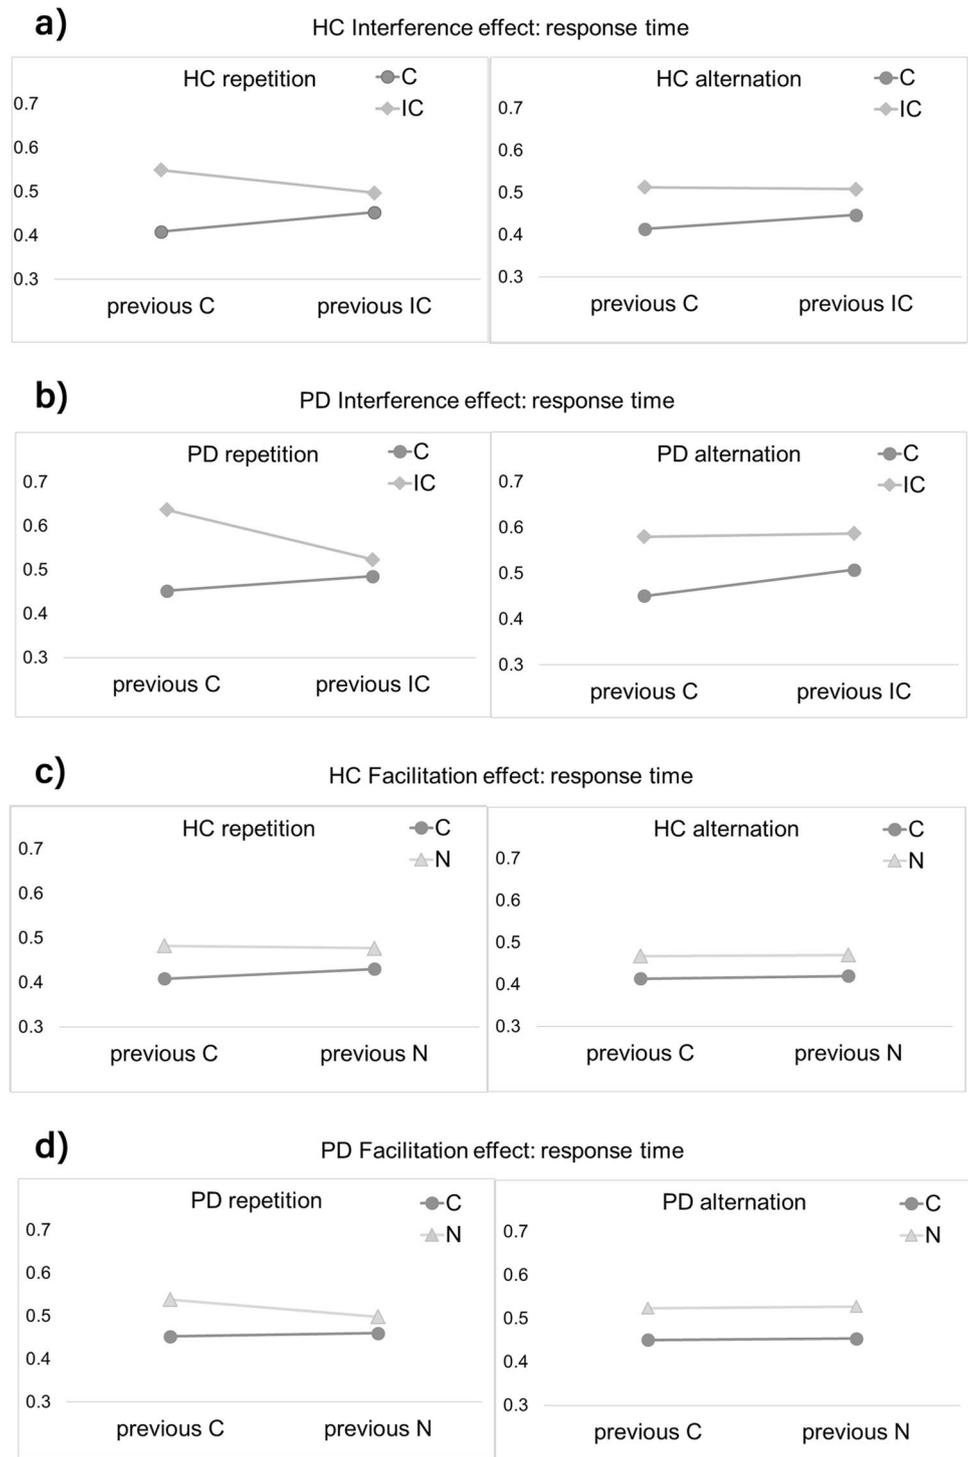 a)
HC Interference effect: response time
HC repetition
C
IC
0.7
0.6
0.5
0.4
0.3
previous C previous IC
HC alternation
C
IC
0.7
0.6
0.5
0.4
0.3
previous C previous IC
b)
PD Interference effect: response time
PD repetition
C
IC
0.7
0.6
0.5
0.4
0.3
previous C previous IC
PD alternation
C
IC
0.7
0.6
0.5
0.4
0.3
previous C previous IC
c)
HC Facilitation effect: response time
HC repetition
C
N
0.7
0.6
0.5
0.4
0.3
previous C previous N
HC alternation
C
N
0.7
0.6
0.5
0.4
0.3
previous C previous N
d)
PD Facilitation effect: response time
PD repetition
C
N
0.7
0.6
0.5
0.4
0.3
previous C previous N
PD alternation
C
N
0.7
0.6
0.5
0.4
0.3
previous C previous N